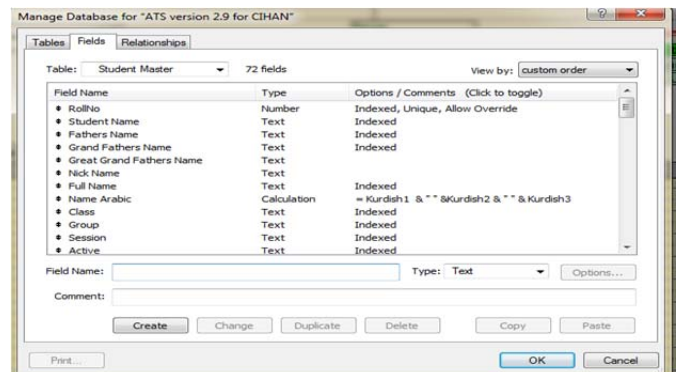 Manage Database for "ATS version 2.9 for CIHAN"
Tables Fields Relationships
Table: Student Master 72 fields View by: custom order
Field Name Type Options / Comments (Click to toggle)
RollNo Number Indexed, Unique, Allow Override
Student Name Text Indexed
Fathers Name Text Indexed
Grand Fathers Name Text Indexed
Great Grand Fathers Name Text
Nick Name Text
Full Name Text Indexed
Name Arabic Calculation = Kurdish1 & " " &Kurdish2 & " " & Kurdish3
Class Text Indexed
Group Text Indexed
Session Text Indexed
Active Text Indexed
Field Name: Type: Text Options...
Comment:
Create Change Duplicate Delete Copy Paste
Print... OK Cancel